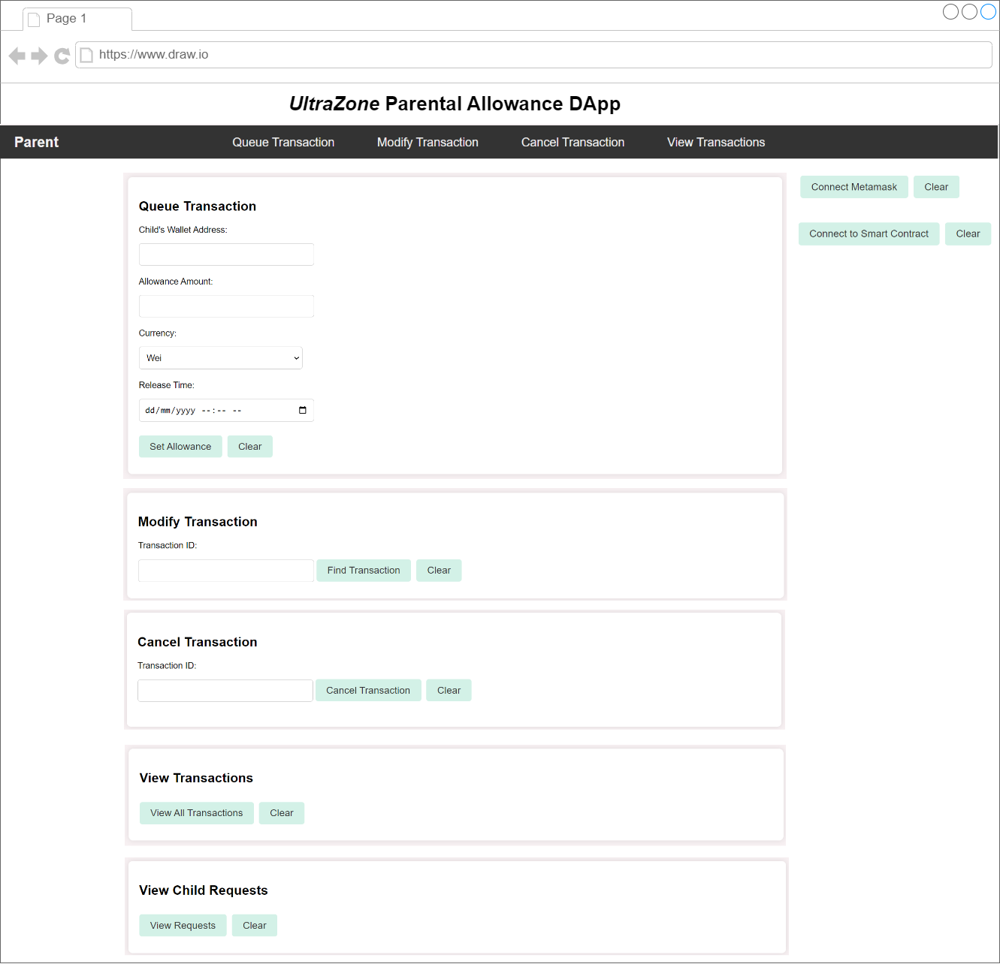 Page 1
https://www.draw.io
UltraZone Parental Allowance DApp
Parent Queue Transaction Modify Transaction Cancel Transaction View Transactions
Connect Metamask Clear
Connect to Smart Contract Clear
Queue Transaction
Child's Wallet Address:
Allowance Amount:
Currency:
Wei
Release Time:
dd/mm/yyyy --:-- --
Set Allowance Clear
Modify Transaction
Transaction ID:
Find Transaction Clear
Cancel Transaction
Transaction ID:
Cancel Transaction Clear
View Transactions
View All Transactions Clear
View Child Requests
View Requests Clear